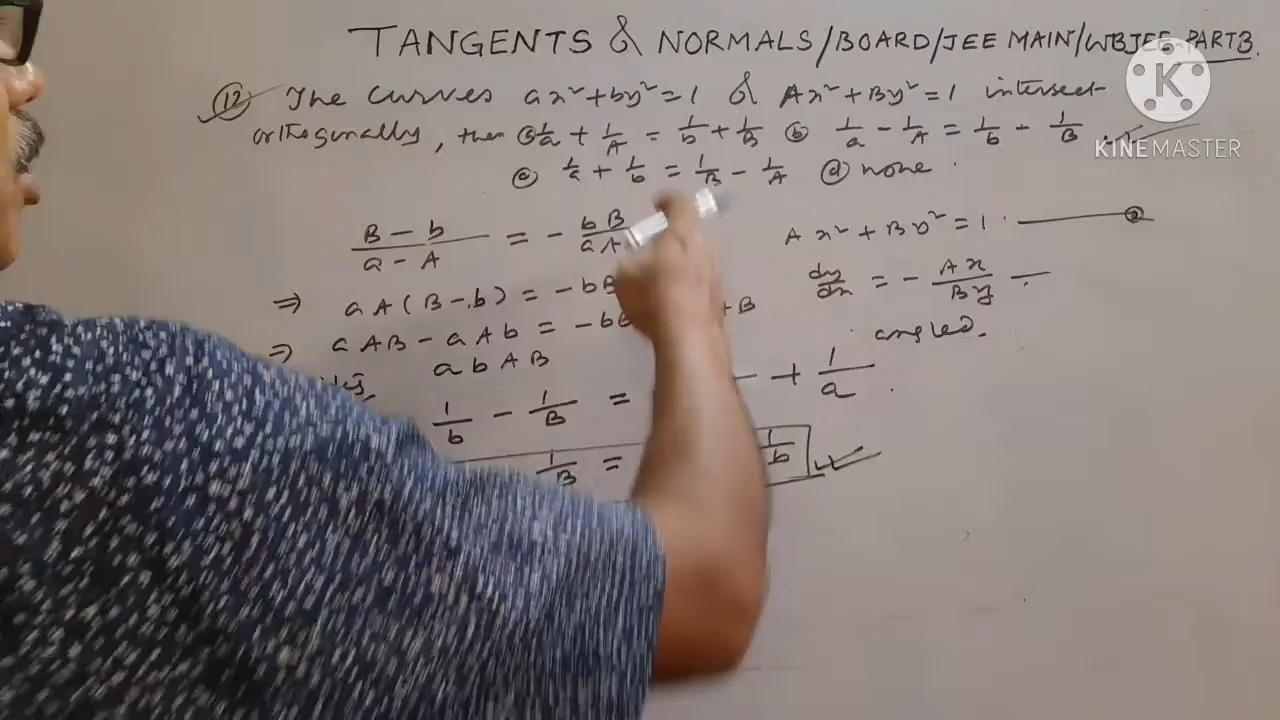 TANGENTS & NORMALS/BOARD/JEE MAIN/WBJEE-PART3.
K
KINEMASTER
(12) The curves ax²+by²=1 & Ax²+By²=1 intersect
orthogonally, then (a) 1/a + 1/A = 1/b + 1/B (b) 1/a - 1/A = 1/b - 1/B .
(c) 1/a + 1/b = 1/B - 1/A (d) none .
(B - b)/(a - A) = - bB/aA
Ax² + By² = 1 . (2)
⇒ aA(B-b) = -bB
dy/dx = - Ax/By
⇒ aAB - aAb = -b + B
angled.
abAB
1/b - 1/B = + 1/a .
1/B = 1/b